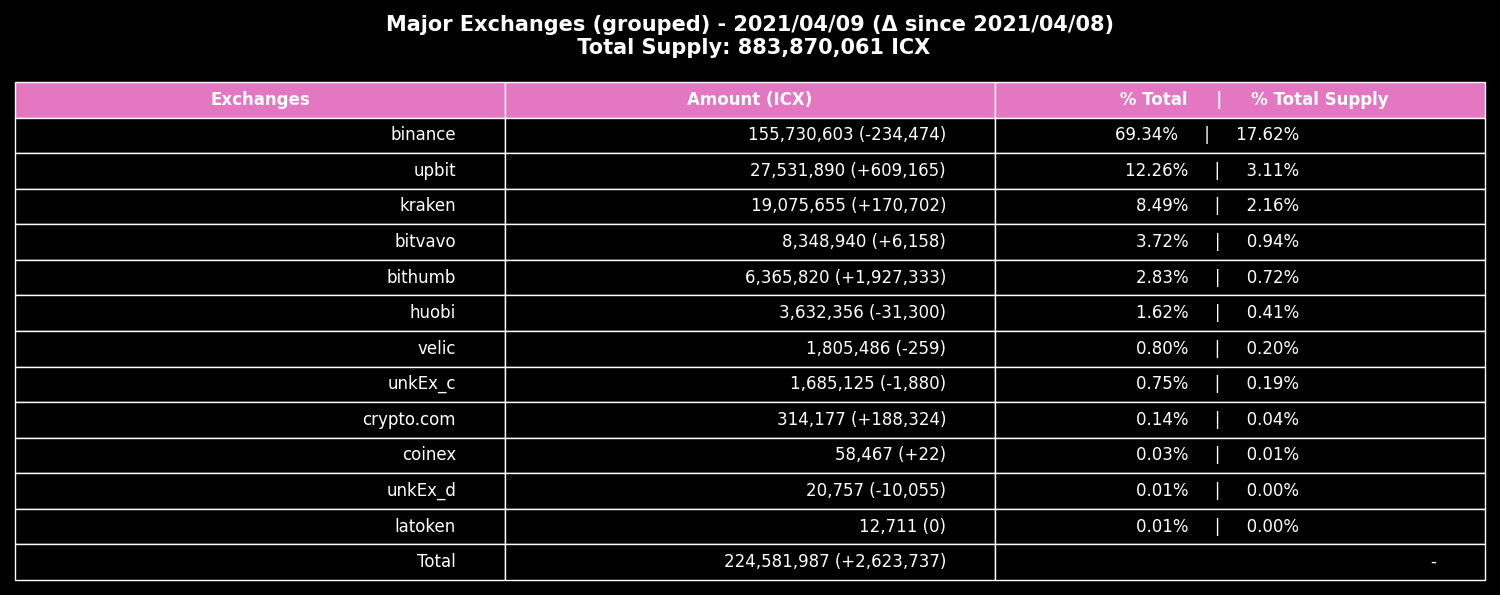 Major Exchanges (grouped) - 2021/04/09 (Δ since 2021/04/08)
Total Supply: 883,870,061 ICX
Exchanges Amount (ICX) % Total | % Total Supply
binance 155,730,603 (-234,474) 69.34% | 17.62%
upbit 27,531,890 (+609,165) 12.26% | 3.11%
kraken 19,075,655 (+170,702) 8.49% | 2.16%
bitvavo 8,348,940 (+6,158) 3.72% | 0.94%
bithumb 6,365,820 (+1,927,333) 2.83% | 0.72%
huobi 3,632,356 (-31,300) 1.62% | 0.41%
velic 1,805,486 (-259) 0.80% | 0.20%
unkEx_c 1,685,125 (-1,880) 0.75% | 0.19%
crypto.com 314,177 (+188,324) 0.14% | 0.04%
coinex 58,467 (+22) 0.03% | 0.01%
unkEx_d 20,757 (-10,055) 0.01% | 0.00%
latoken 12,711 (0) 0.01% | 0.00%
Total 224,581,987 (+2,623,737) -